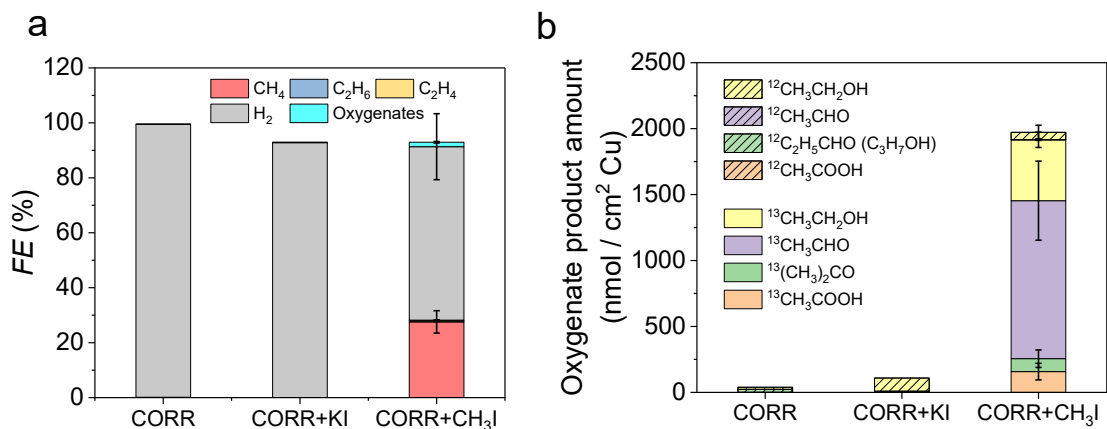 a
FE (%)
120
100
80
60
40
20
0
CH₄ C₂H₆ C₂H₄
H₂ Oxygenates
CORR CORR+KI CORR+CH₃I
b
Oxygenate product amount
(nmol / cm² Cu)
2500
2000
1500
1000
500
0
¹²CH₃CH₂OH
¹²CH₃CHO
¹²C₂H₅CHO (C₃H₇OH)
¹²CH₃COOH
¹³CH₃CH₂OH
¹³CH₃CHO
¹³(CH₃)₂CO
¹³CH₃COOH
CORR CORR+KI CORR+CH₃I